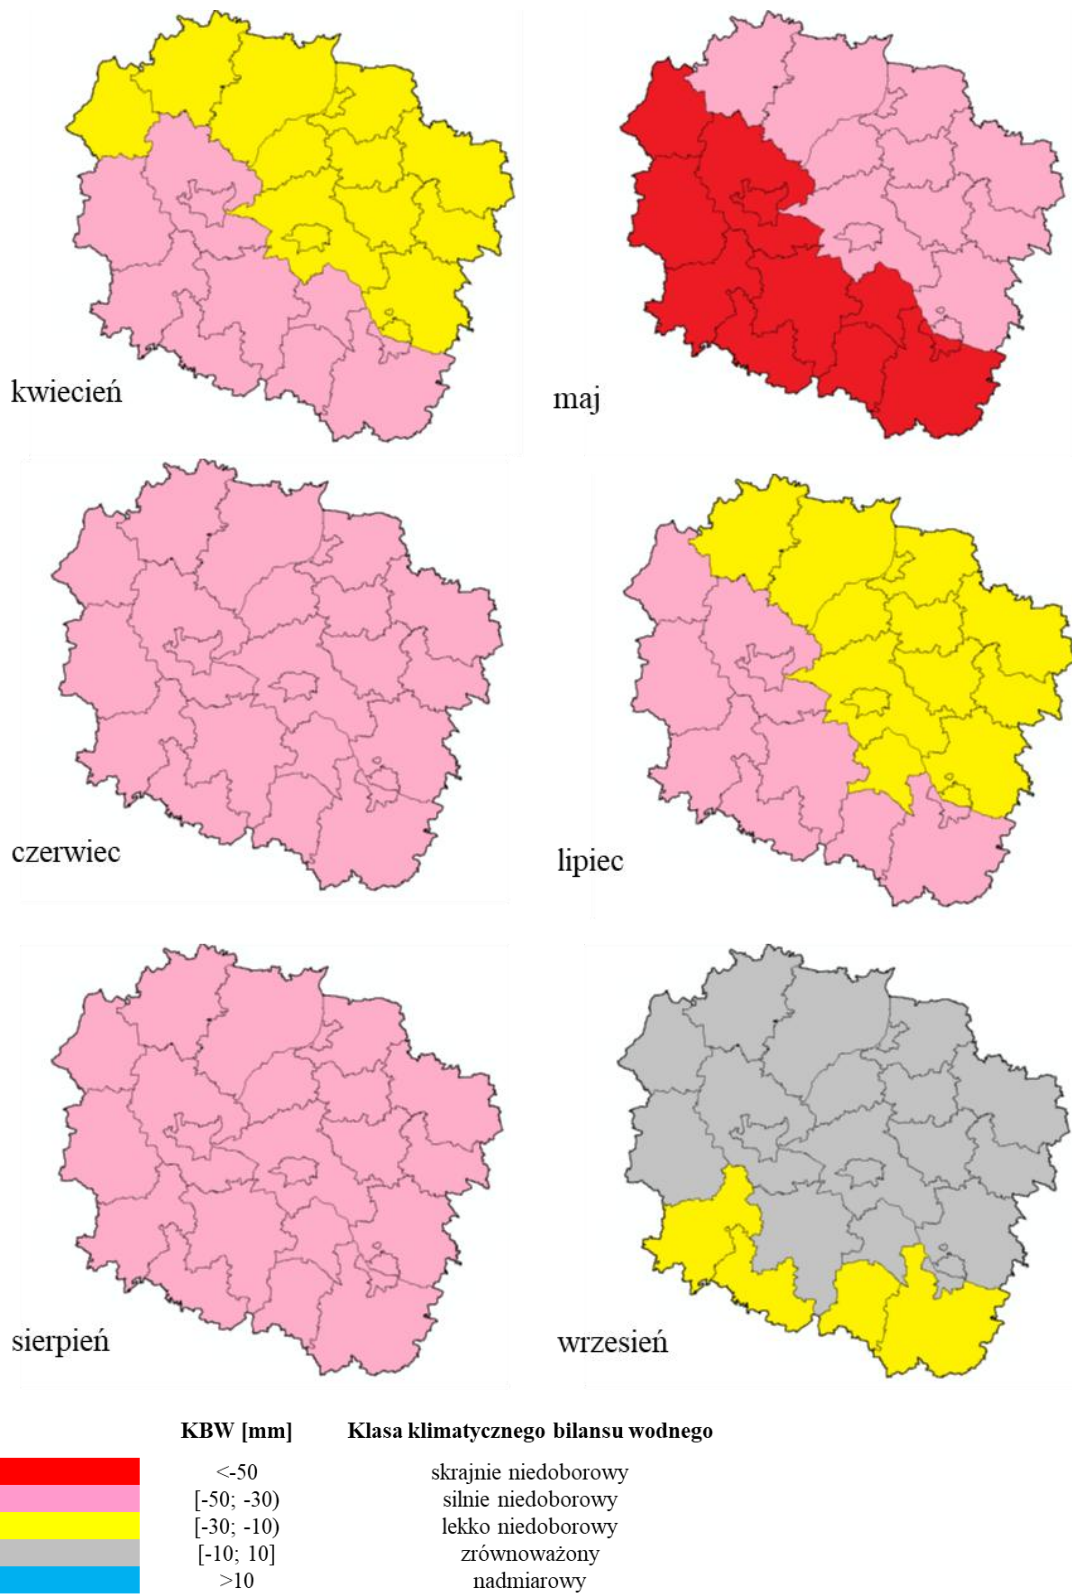 kwiecień
maj
czerwiec
lipiec
sierpień
wrzesień
KBW [mm] Klasa klimatycznego bilansu wodnego
<-50 skrajnie niedoborowy
[-50; -30) silnie niedoborowy
[-30; -10) lekko niedoborowy
[-10; 10] zrównoważony
>10 nadmiarowy